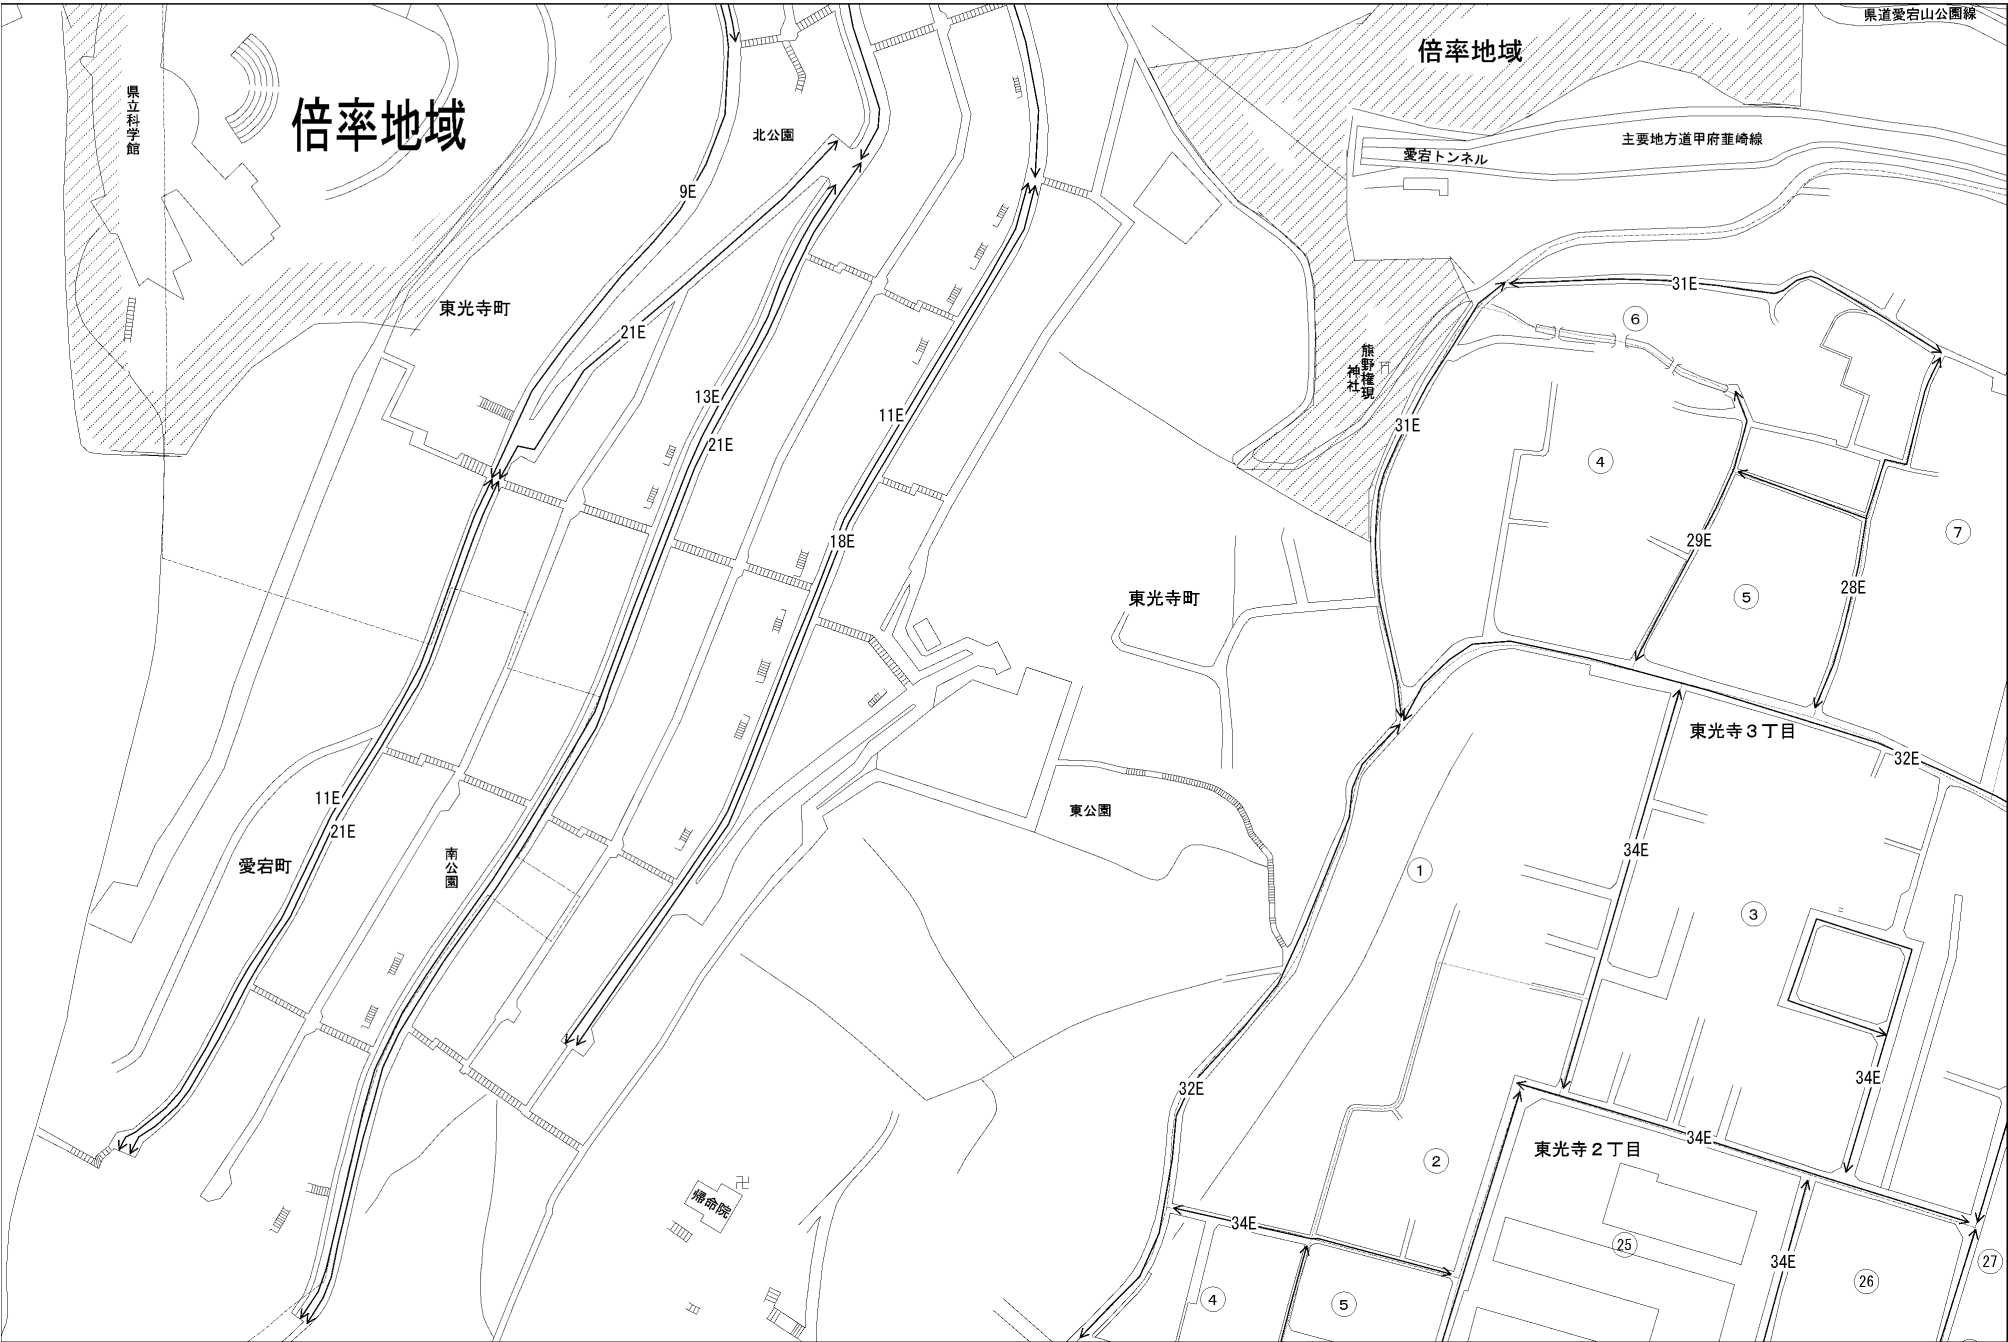 県道愛宕山公園線
倍率地域
県立科学館
倍率地域
北公園
主要地方道甲府韮崎線
愛宕トンネル
9E
東光寺町
21E
31E
6
熊野権現
神社
13E
21E
11E
31E
4
7
18E
29E
5
28E
東光寺町
東光寺3丁目
32E
11E
21E
愛宕町
南公園
東公園
34E
1
3
32E
34E
34E
東光寺2丁目
2
帰命院
卍
34E
25
34E
26
27
4
5